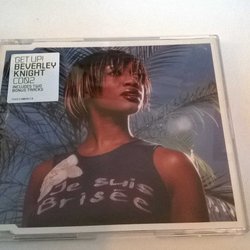 GET UP!
BEVERLEY
KNIGHT
CD2
INCLUDES TWO
BONUS TRACKS
Je suis
Brisée